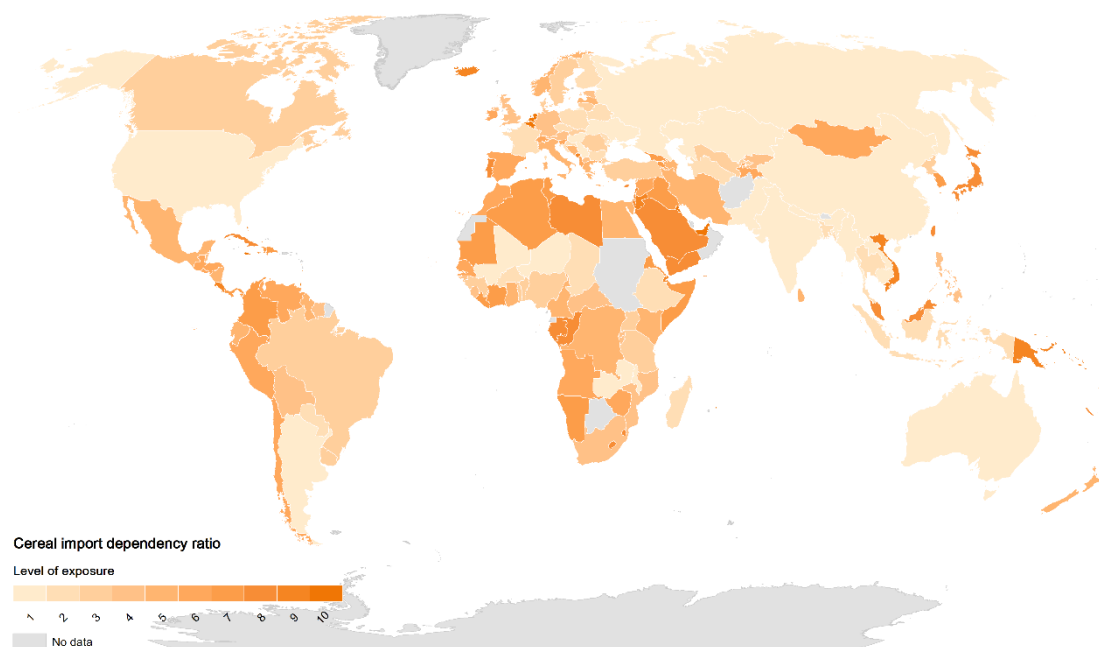 Cereal import dependency ratio
Level of exposure
1 2 3 4 5 6 7 8 9 10
No data